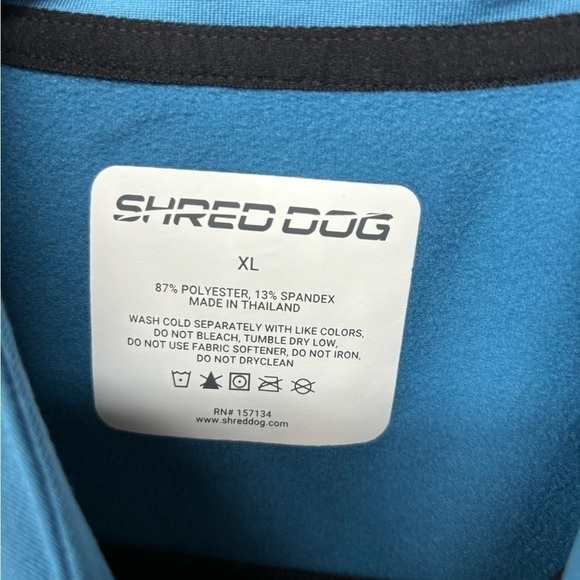 SHRED DOG
XL
87% POLYESTER, 13% SPANDEX
MADE IN THAILAND
WASH COLD SEPARATELY WITH LIKE COLORS,
DO NOT BLEACH, TUMBLE DRY LOW,
DO NOT USE FABRIC SOFTENER, DO NOT IRON,
DO NOT DRYCLEAN
RN# 157134
www.shreddog.com